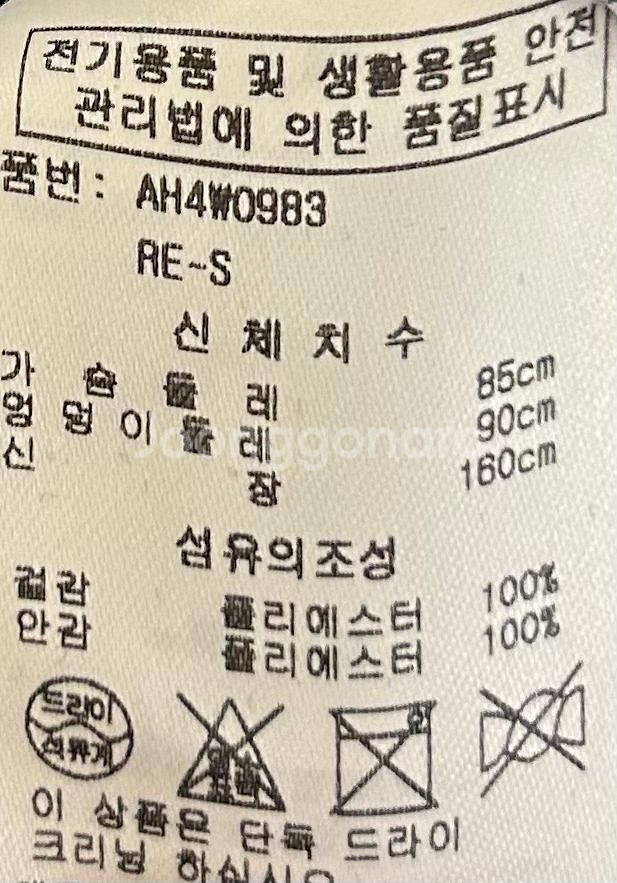 전기용품 및 생활용품 안전
관리법에 의한 품질표시
품번: AH4W0983
RE-S
신체치수
가슴둘레 85cm
엉덩이둘레 90cm
신장 160cm
섬유의조성
겉감 폴리에스터 100%
안감 폴리에스터 100%
드라이
석유계
이 상품은 단독 드라이
크리닝 하십시오
Joonggonara